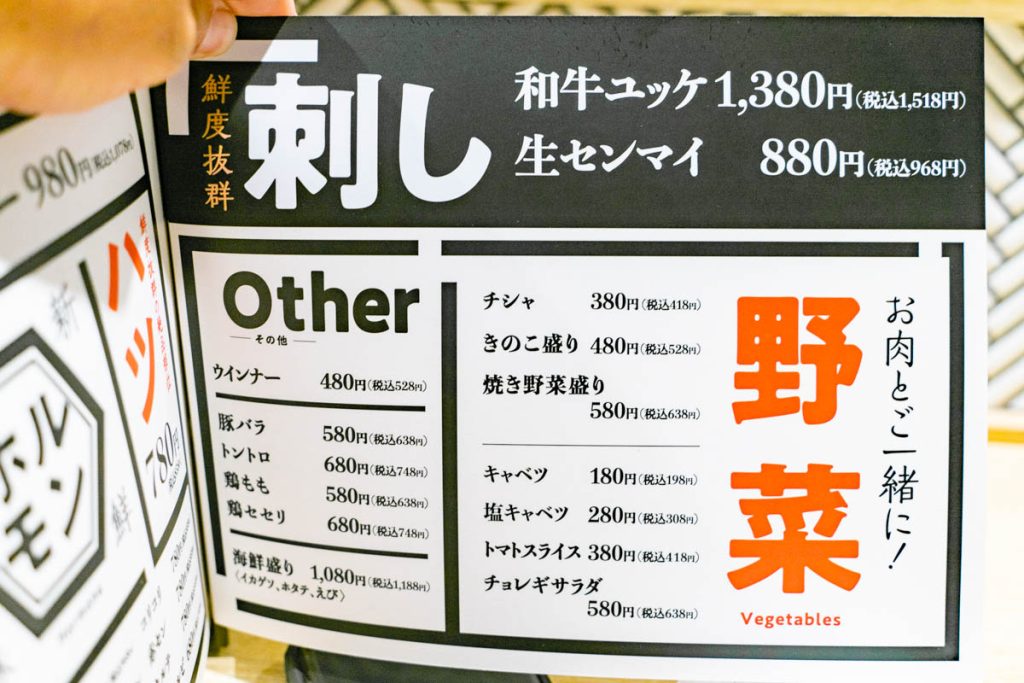 980円(税込1,078円)
新鮮
ホルモン
ハツ
780円
鮮度抜群
刺し
和牛ユッケ 1,380円(税込1,518円)
生センマイ 880円(税込968円)
Other
その他
ウインナー 480円(税込528円)
豚バラ 580円(税込638円)
トントロ 680円(税込748円)
鶏もも 580円(税込638円)
鶏セセリ 680円(税込748円)
海鮮盛り 1,080円(税込1,188円)
〈イカゲソ、ホタテ、えび〉
チシャ 380円(税込418円)
きのこ盛り 480円(税込528円)
焼き野菜盛り
580円(税込638円)
キャベツ 180円(税込198円)
塩キャベツ 280円(税込308円)
トマトスライス 380円(税込418円)
チョレギサラダ
580円(税込638円)
野菜
Vegetables
お肉とご一緒に!